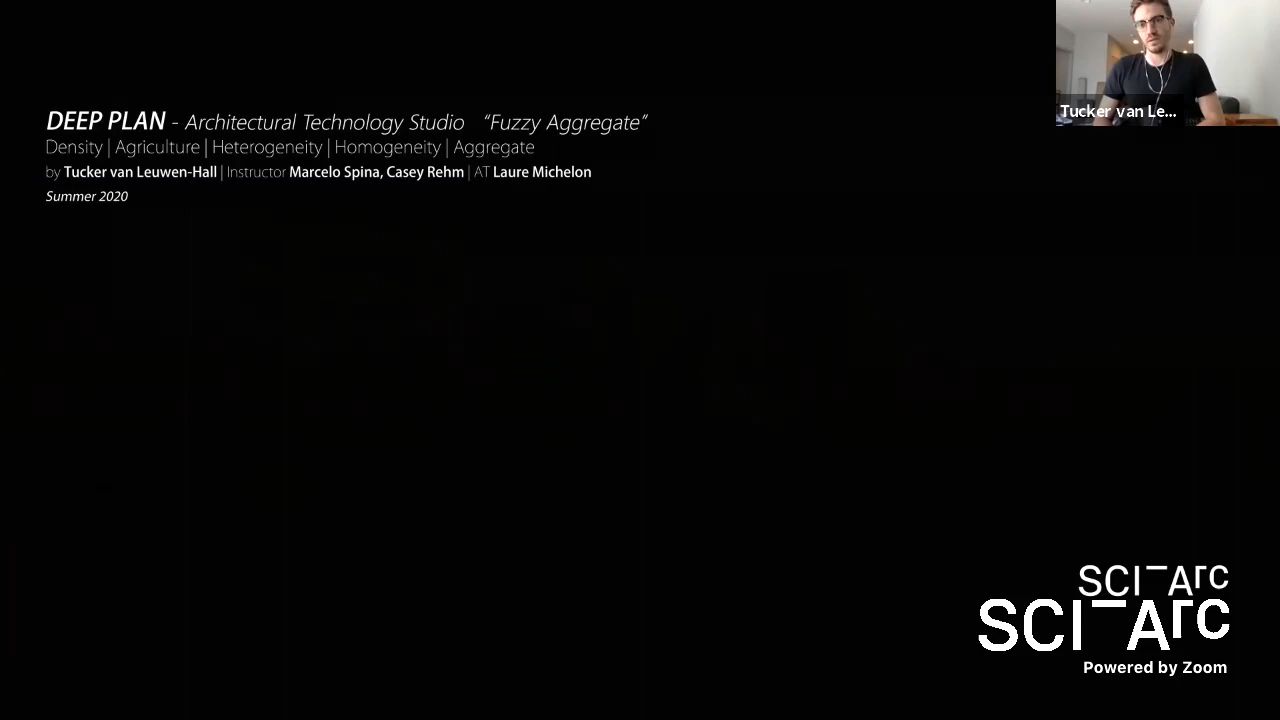 DEEP PLAN - Architectural Technology Studio "Fuzzy Aggregate"
Density | Agriculture | Heterogeneity | Homogeneity | Aggregate
by Tucker van Leuwen-Hall | Instructor Marcelo Spina, Casey Rehm | AT Laure Michelon
Summer 2020
Tucker van Le...
SCI-Arc
SCI-Arc
Powered by Zoom